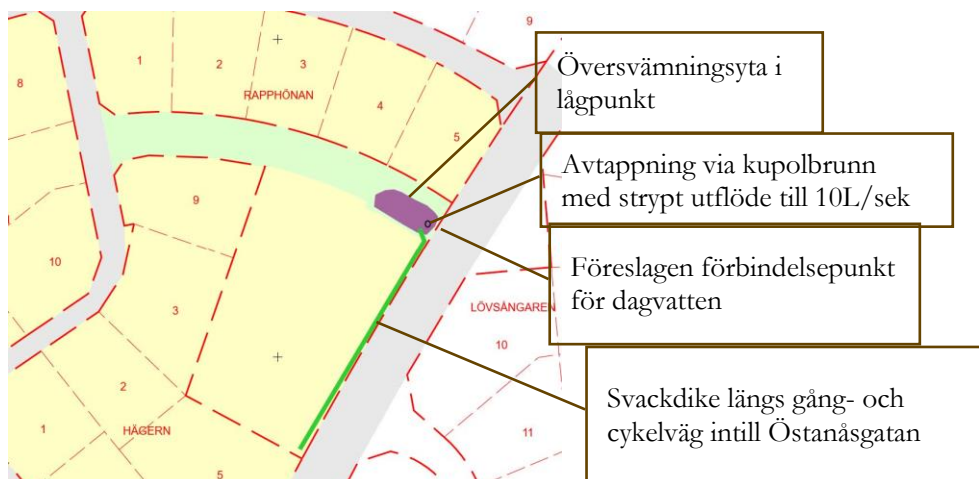 Översvämningsyta i
lågpunkt
Avtappning via kupolbrunn
med strypt utflöde till 10L/sek
Föreslagen förbindelsepunkt
för dagvatten
Svackdike längs gång- och
cykelväg intill Östanåsgatan
1
2
3
9
8
RAPPHÖNAN
4
5
9
10
3
LÖVSÅNGAREN
10
2
1
HÄGERN
11
5